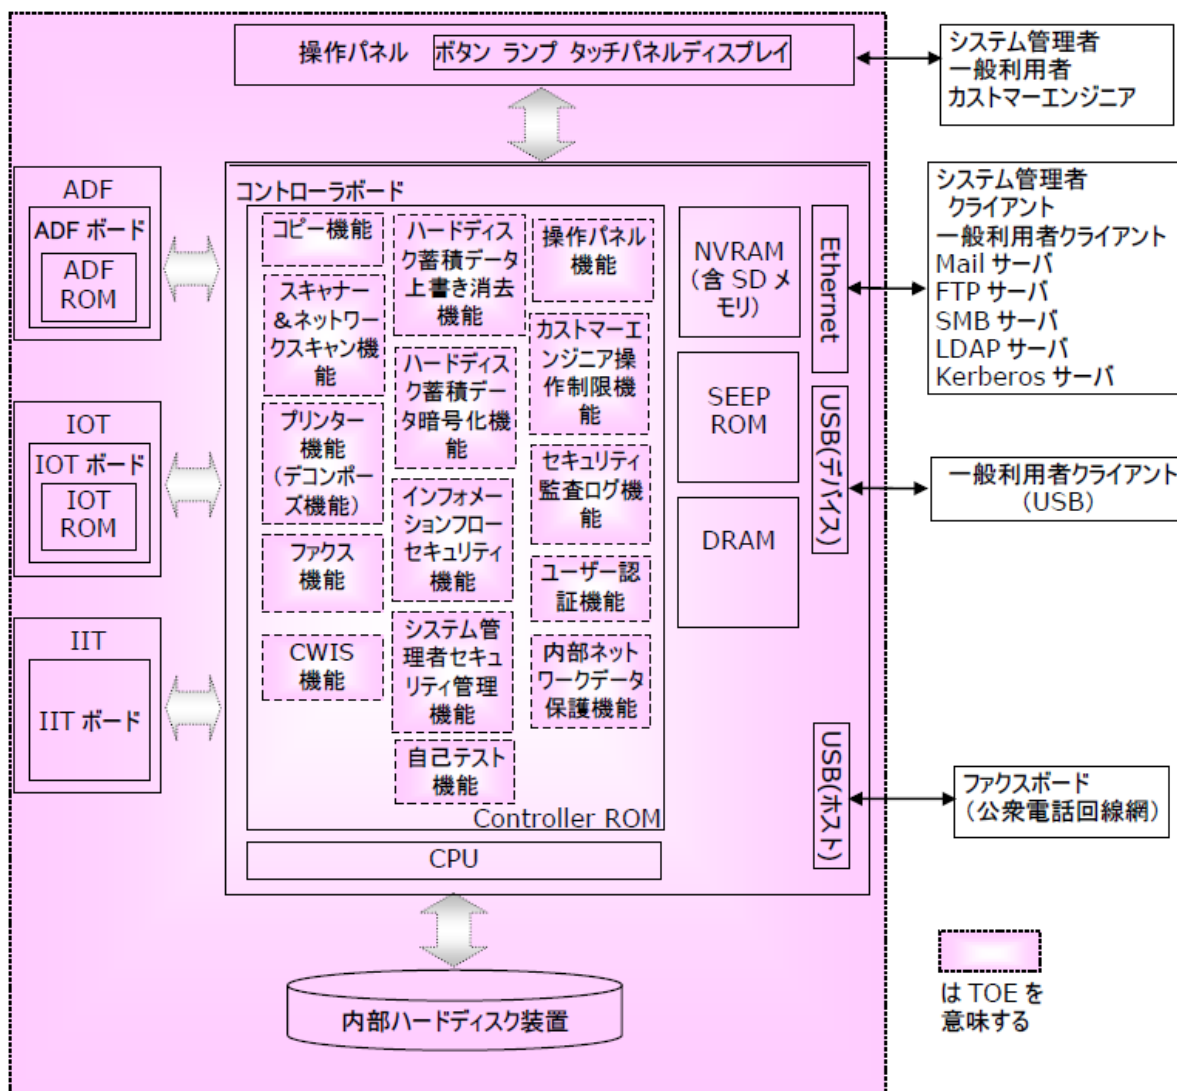 操作パネル ボタン ランプ タッチパネルディスプレイ
システム管理者
一般利用者
カストマーエンジニア
ADF
ADF ボード
ADF
ROM
IOT
IOT ボード
IOT
ROM
IIT
IIT ボード
コントローラボード
コピー機能
スキャナー
&ネットワー
クスキャン機
能
プリンター
機能
(デコンポー
ズ機能)
ファクス
機能
CWIS
機能
ハードディス
ク蓄積データ
上書き消去
機能
ハードディス
ク蓄積デー
タ暗号化機
能
インフォメー
ションフロー
セキュリティ
機能
システム管
理者セキュ
リティ管理
機能
自己テスト
機能
操作パネル
機能
カストマーエ
ンジニア操
作制限機
能
セキュリティ
監査ログ機
能
ユーザー認
証機能
内部ネット
ワークデータ
保護機能
Controller ROM
CPU
NVRAM
(含 SD メ
モリ)
SEEP
ROM
DRAM
Ethernet
USB(デバイス)
USB(ホスト)
システム管理者
クライアント
一般利用者クライアント
Mail サーバ
FTP サーバ
SMB サーバ
LDAP サーバ
Kerberos サーバ
一般利用者クライアント
(USB)
ファクスボード
(公衆電話回線網)
内部ハードディスク装置
は TOE を
意味する